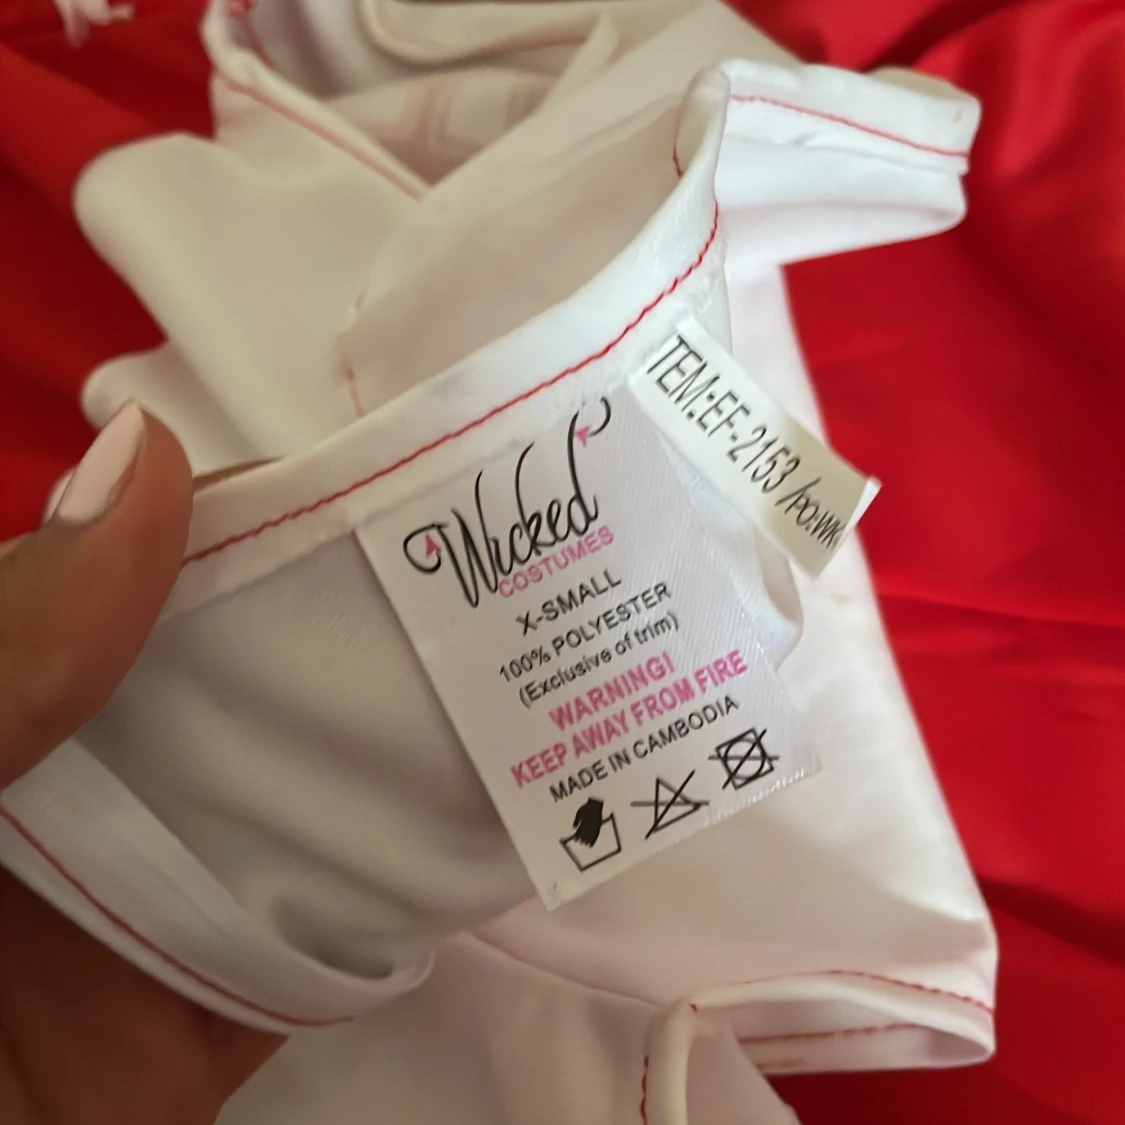 Wicked
COSTUMES
X-SMALL
100% POLYESTER
(Exclusive of trim)
WARNING!
KEEP AWAY FROM FIRE
MADE IN CAMBODIA
TEM:EF-2153 /PO:WK